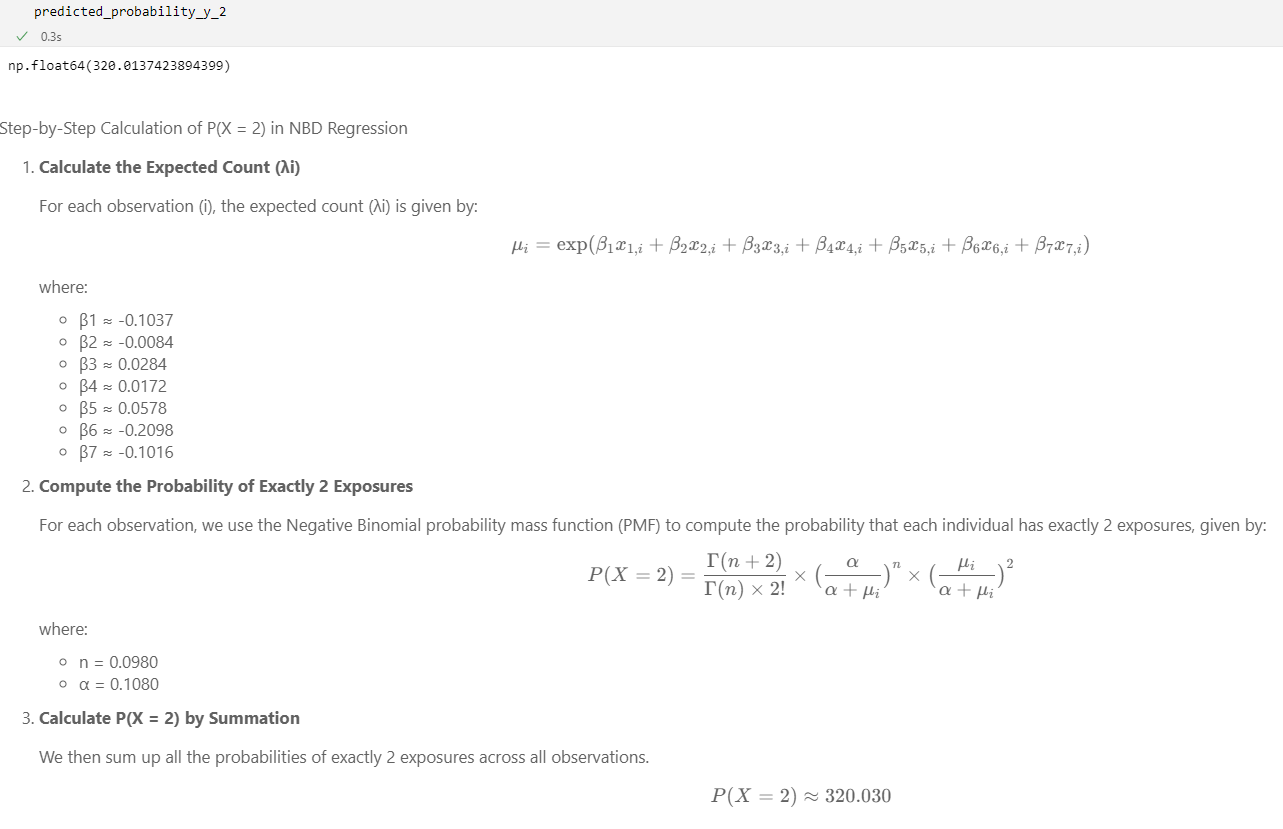 predicted_probability_y_2
✓ 0.3s
np.float64(320.0137423894399)
Step-by-Step Calculation of P(X = 2) in NBD Regression
1. Calculate the Expected Count (λi)
For each observation (i), the expected count (λi) is given by:
μᵢ = exp(β₁x₁,ᵢ + β₂x₂,ᵢ + β₃x₃,ᵢ + β₄x₄,ᵢ + β₅x₅,ᵢ + β₆x₆,ᵢ + β₇x₇,ᵢ)
where:
∘ β1 ≈ -0.1037
∘ β2 ≈ -0.0084
∘ β3 ≈ 0.0284
∘ β4 ≈ 0.0172
∘ β5 ≈ 0.0578
∘ β6 ≈ -0.2098
∘ β7 ≈ -0.1016
2. Compute the Probability of Exactly 2 Exposures
For each observation, we use the Negative Binomial probability mass function (PMF) to compute the probability that each individual has exactly 2 exposures, given by:
P(X = 2) = Γ(n + 2) / (Γ(n) × 2!) × (α / (α + μᵢ))ⁿ × (μᵢ / (α + μᵢ))²
where:
∘ n = 0.0980
∘ α = 0.1080
3. Calculate P(X = 2) by Summation
We then sum up all the probabilities of exactly 2 exposures across all observations.
P(X = 2) ≈ 320.030